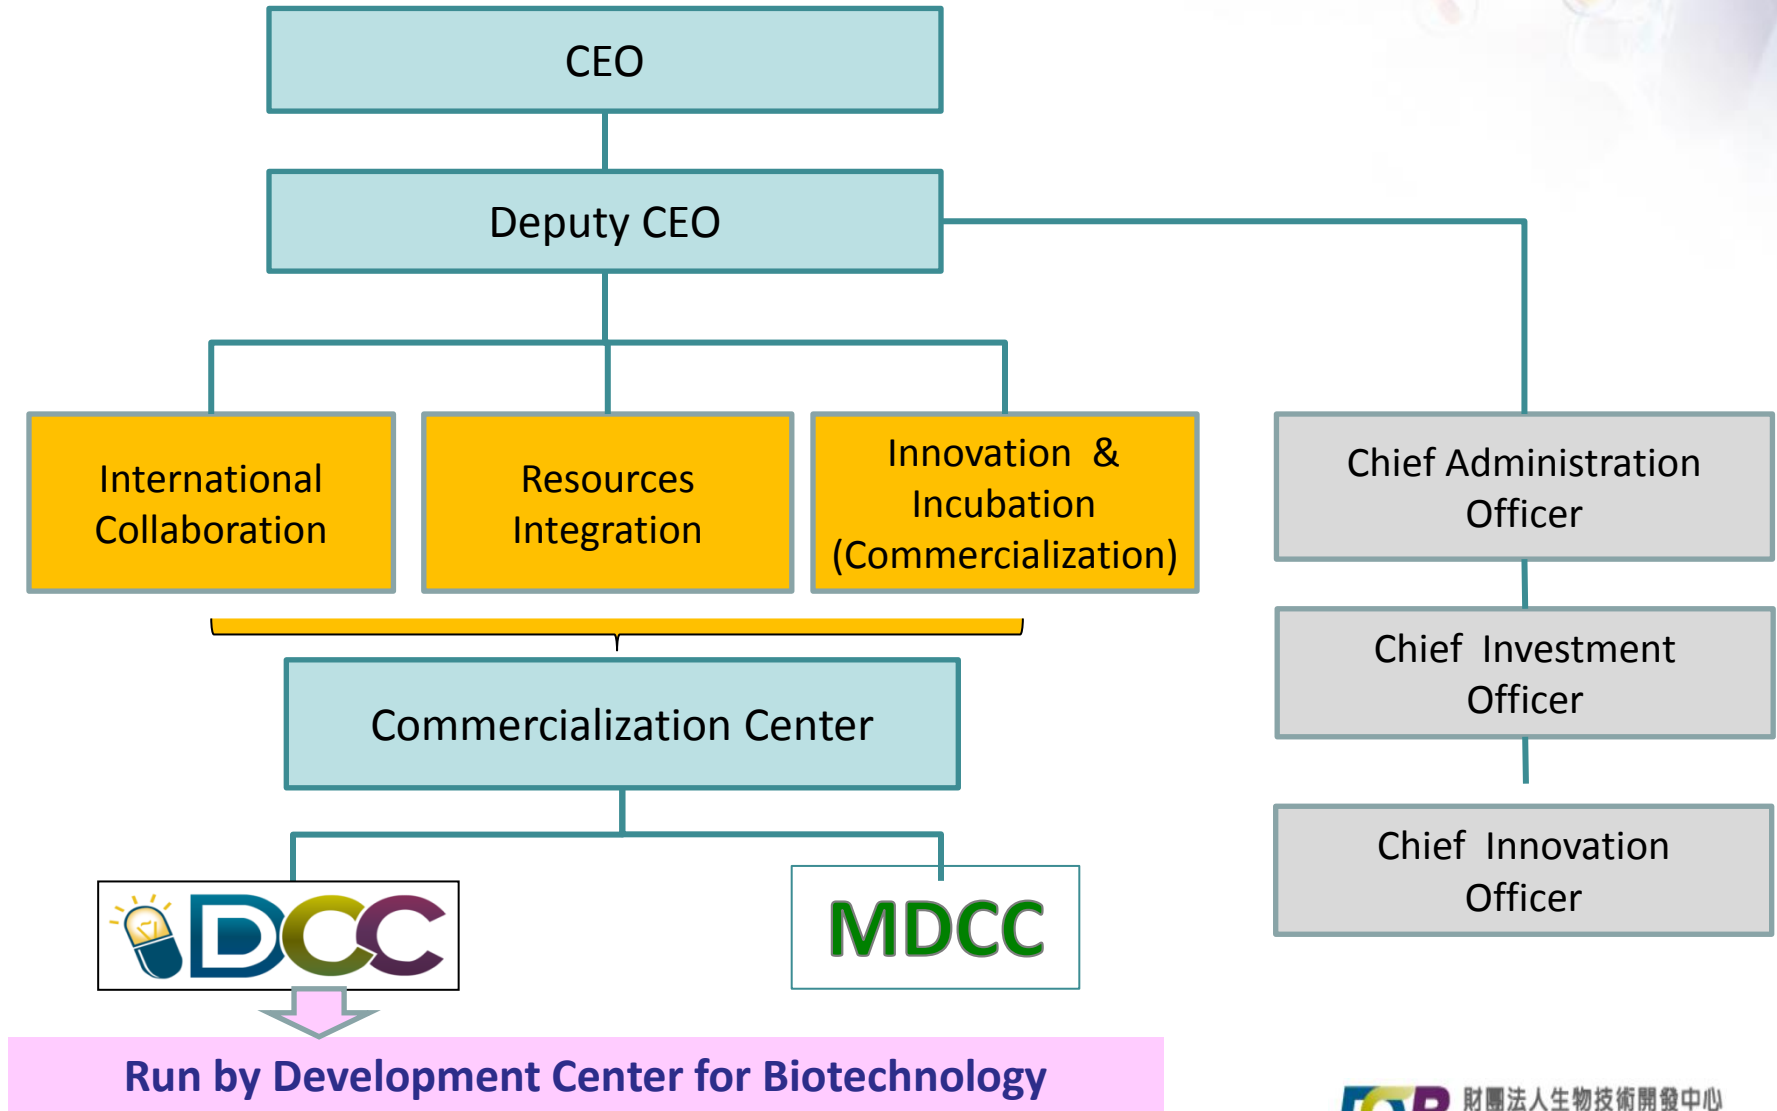 CEO
Deputy CEO
International
Collaboration
Resources
Integration
Innovation & 
Incubation
(Commercialization)
Chief Administration
Officer
Chief Investment
Officer
Chief Innovation
Officer
Commercialization Center
DCC
MDCC
Run by Development Center for Biotechnology
DCB
財團法人生物技術開發中心